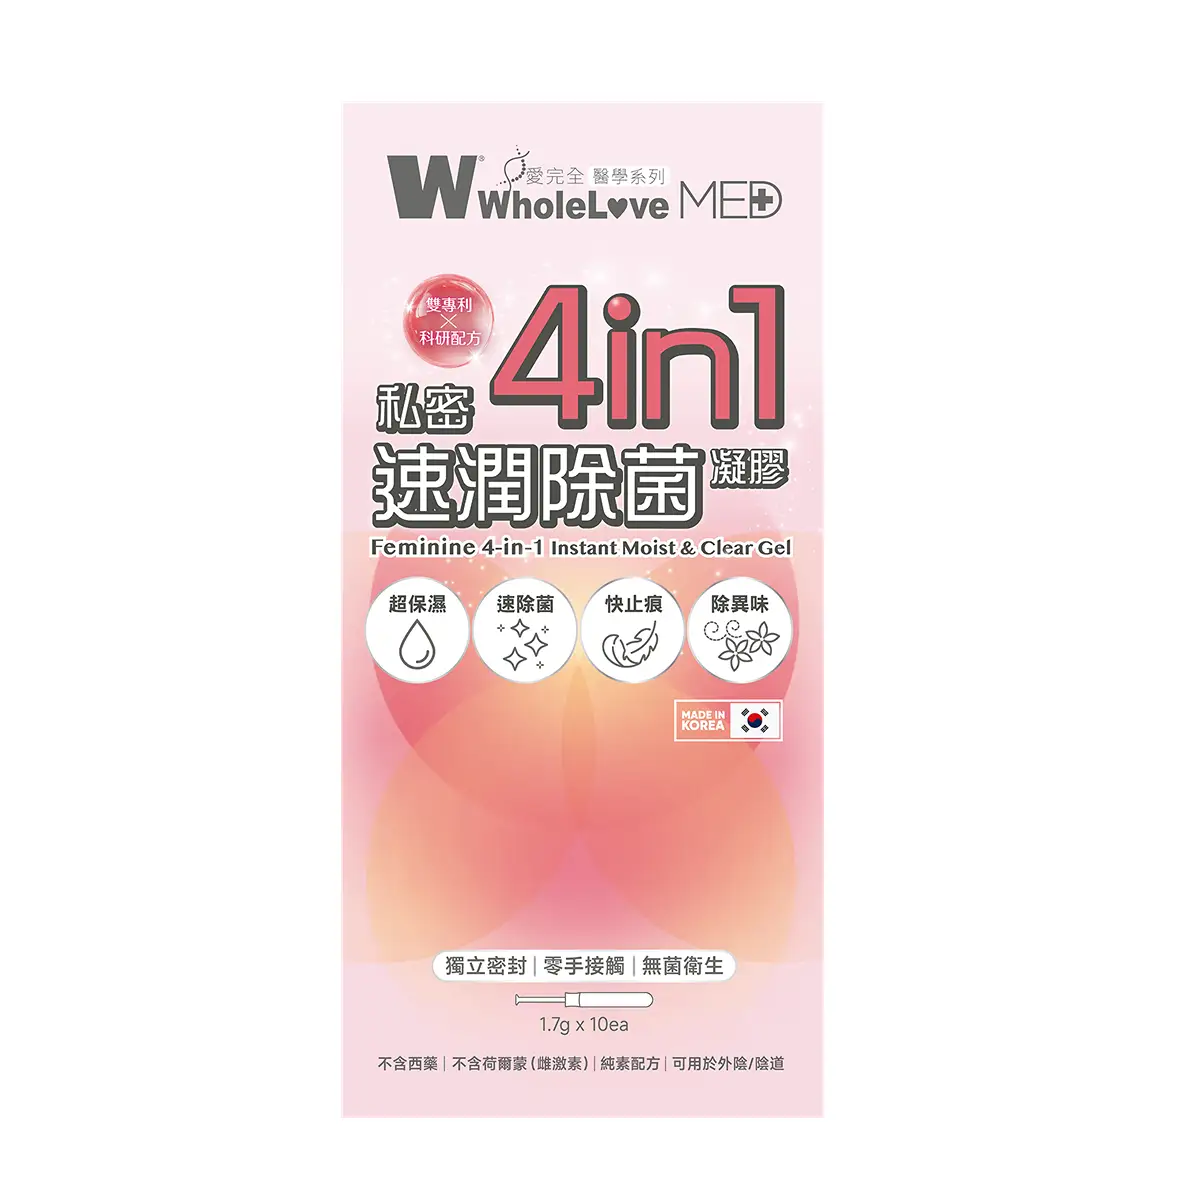 W®
愛完全 醫學系列
WholeLove MED
雙專利
×
科研配方
4in1
私密
速潤除菌凝膠
Feminine 4-in-1 Instant Moist & Clear Gel
超保濕
速除菌
快止痕
除異味
MADE IN
KOREA
獨立密封 | 零手接觸 | 無菌衛生
1.7g x 10ea
不含西藥 | 不含荷爾蒙(雌激素) | 純素配方 | 可用於外陰/陰道